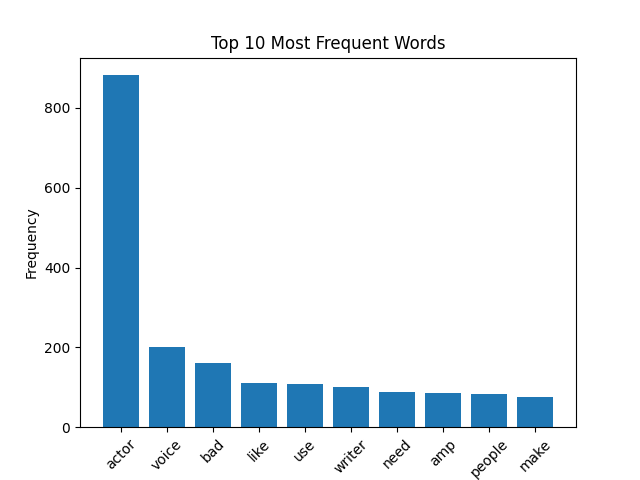 Top 10 Most Frequent Words
Frequency
800
600
400
200
0
actor
voice
bad
like
use
writer
need
amp
people
make